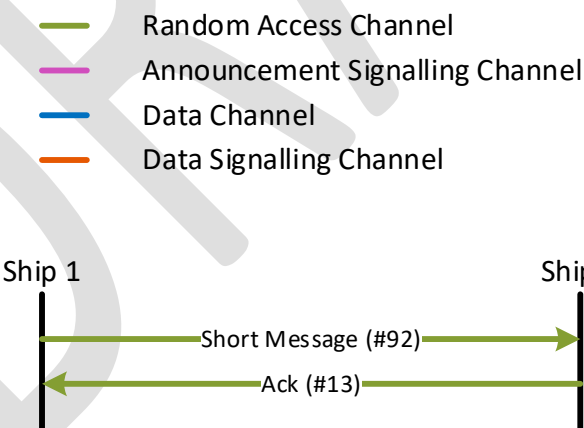 Random Access Channel
Announcement Signalling Channel
Data Channel
Data Signalling Channel
Ship 1
Short Message (#92)
Ack (#13)